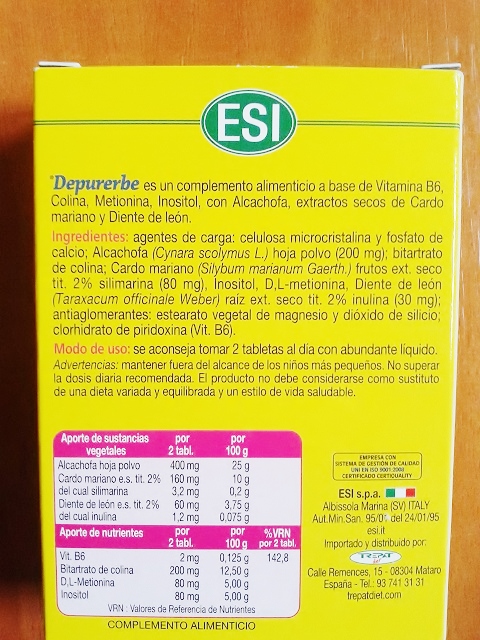 ESI
*Depurerbe es un complemento alimenticio a base de Vitamina B6,
Colina, Metionina, Inositol, con Alcachofa, extractos secos de Cardo
mariano y Diente de león.
Ingredientes: agentes de carga: celulosa microcristalina y fosfato de
calcio; Alcachofa (Cynara scolymus L.) hoja polvo (200 mg); bitartrato
de colina; Cardo mariano (Silybum marianum Gaerth.) frutos ext. seco
tit. 2% silimarina (80 mg), Inositol, D,L-metionina, Diente de león
(Taraxacum officinale Weber) raíz ext. seco tit. 2% inulina (30 mg);
antiaglomerantes: estearato vegetal de magnesio y dióxido de silicio;
clorhidrato de piridoxina (Vit. B6).
Modo de uso: se aconseja tomar 2 tabletas al día con abundante líquido.
Advertencias: mantener fuera del alcance de los niños más pequeños. No superar
la dosis diaria recomendada. El producto no debe considerarse como sustituto
de una dieta variada y equilibrada y un estilo de vida saludable.
Aporte de sustancias vegetales por 2 tabl. por 100 g
Alcachofa hoja polvo 400 mg 25 g
Cardo mariano e.s. tit. 2% 160 mg 10 g
del cual silimarina 3,2 mg 0,2 g
Diente de león e.s. tit. 2% 60 mg 3,75 g
del cual inulina 1,2 mg 0,075 g
Aporte de nutrientes por 2 tabl. por 100 g %VRN por 2 tabl.
Vit. B6 2 mg 0,125 g 142,8
Bitartrato de colina 200 mg 12,50 g
D,L-Metionina 80 mg 5,00 g
Inositol 80 mg 5,00 g
VRN : Valores de Referencia de Nutrientes
COMPLEMENTO ALIMENTICIO
EMPRESA CON
SISTEMA DE GESTIÓN DE CALIDAD
UNI EN ISO 9001:2008
CERTIFICADO CERTIQUALITY
ESI s.p.a.
Albissola Marina (SV) ITALY
Aut.Min.San. 95/0 del 24/01/95
esi.it
Importado y distribuido por:
TREPAT
diet
Calle Remences, 15 - 08304 Mataro
España - Tel.: 93 741 31 31
trepatdiet.com